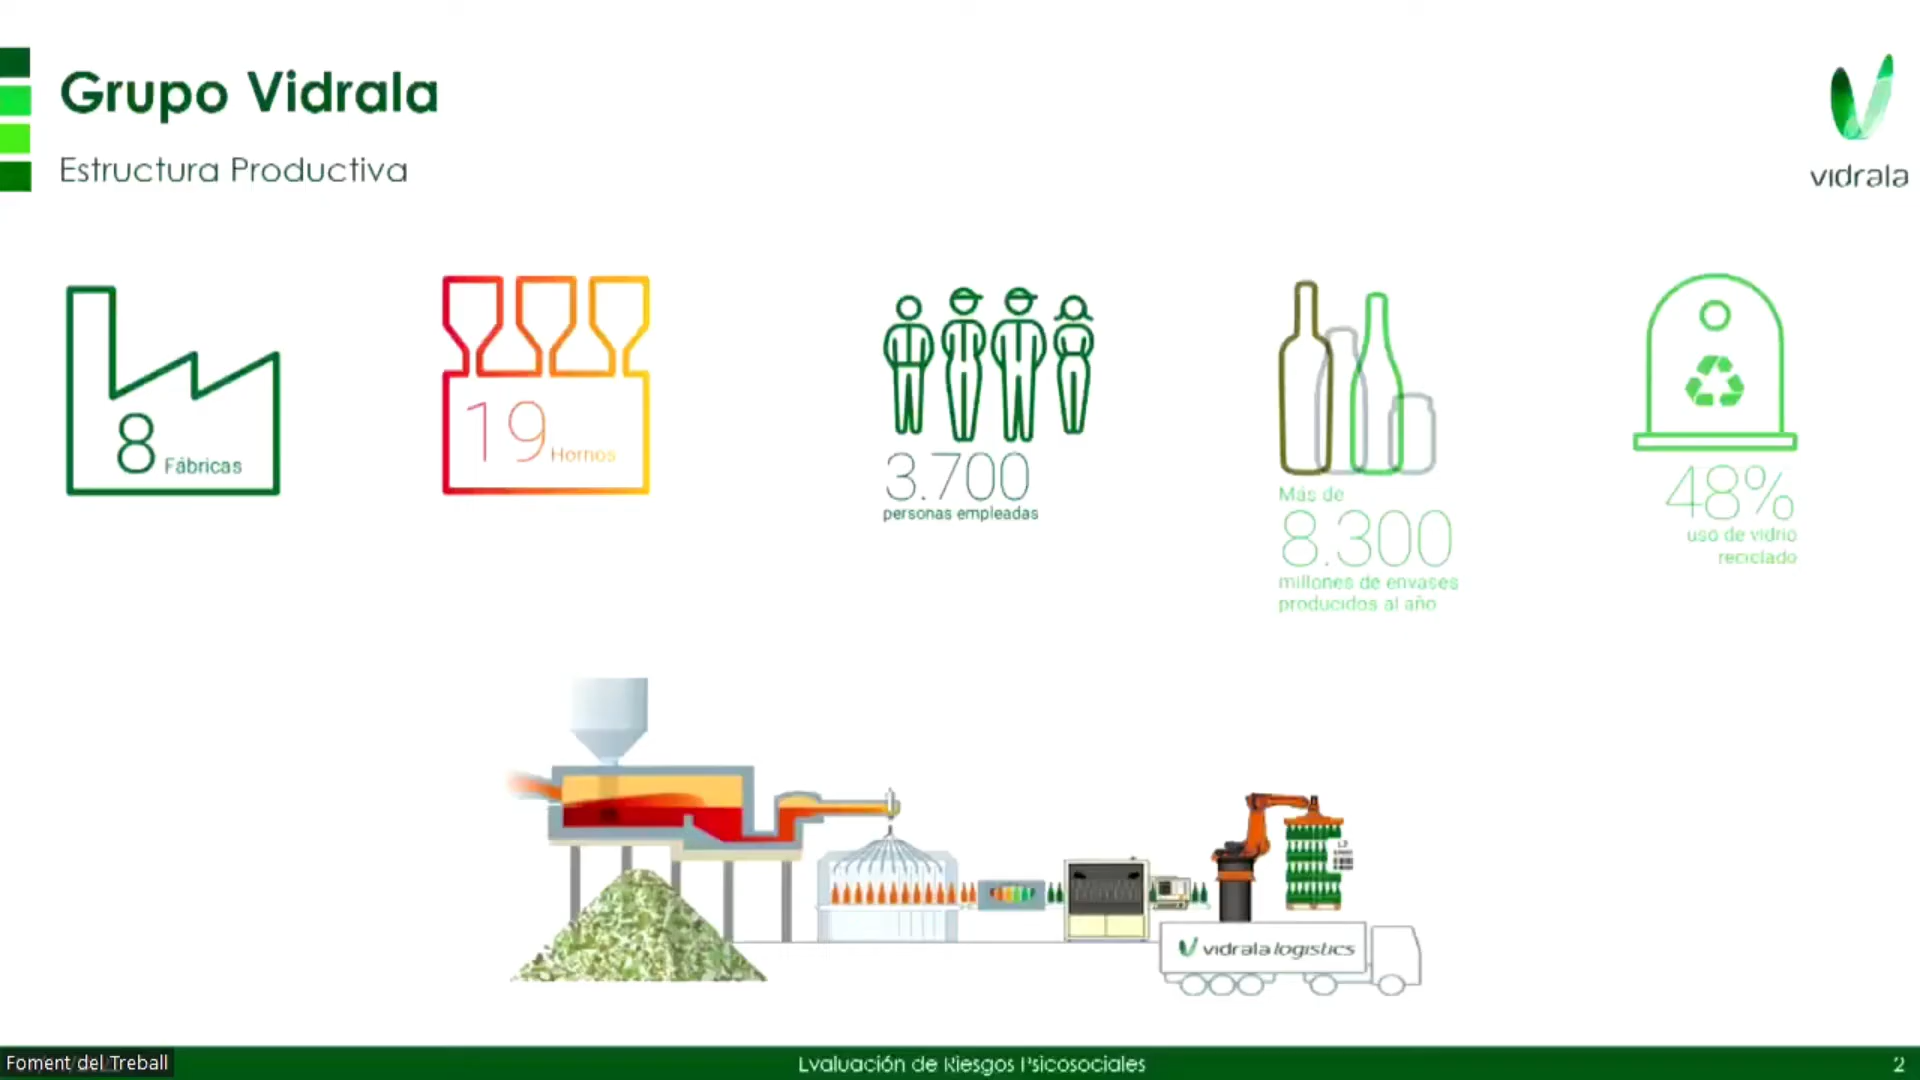 Grupo Vidrala
Estructura Productiva
vidrala
8 Fábricas
19 Hornos
3.700
personas empleadas
Más de
8.300
millones de envases
producidos al año
48%
uso de vidrio
reciclado
vidrala logistics
Foment del Treball
Evaluación de Riesgos Psicosociales
2